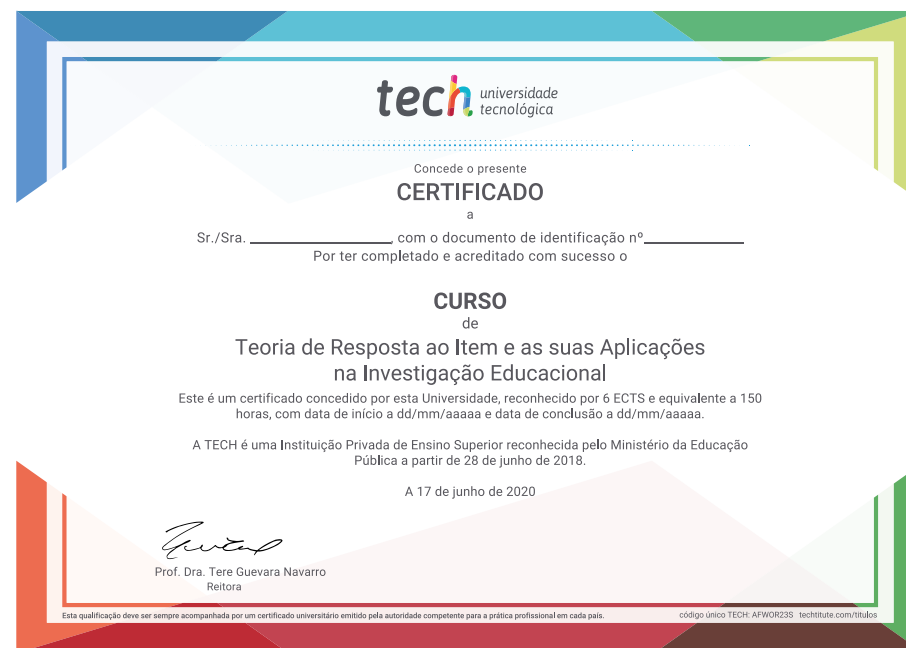 tech universidade
tecnológica
Concede o presente
CERTIFICADO
a
Sr./Sra. ____________________, com o documento de identificação nº______________
Por ter completado e acreditado com sucesso o
CURSO
de
Teoria de Resposta ao Item e as suas Aplicações
na Investigação Educacional
Este é um certificado concedido por esta Universidade, reconhecido por 6 ECTS e equivalente a 150
horas, com data de início a dd/mm/aaaaa e data de conclusão a dd/mm/aaaaa.
A TECH é uma Instituição Privada de Ensino Superior reconhecida pelo Ministério da Educação
Pública a partir de 28 de junho de 2018.
A 17 de junho de 2020
Prof. Dra. Tere Guevara Navarro
Reitora
Esta qualificação deve ser sempre acompanhada por um certificado universitário emitido pela autoridade competente para a prática profissional em cada país. código único TECH: AFWOR23S techtitute.com/titulos